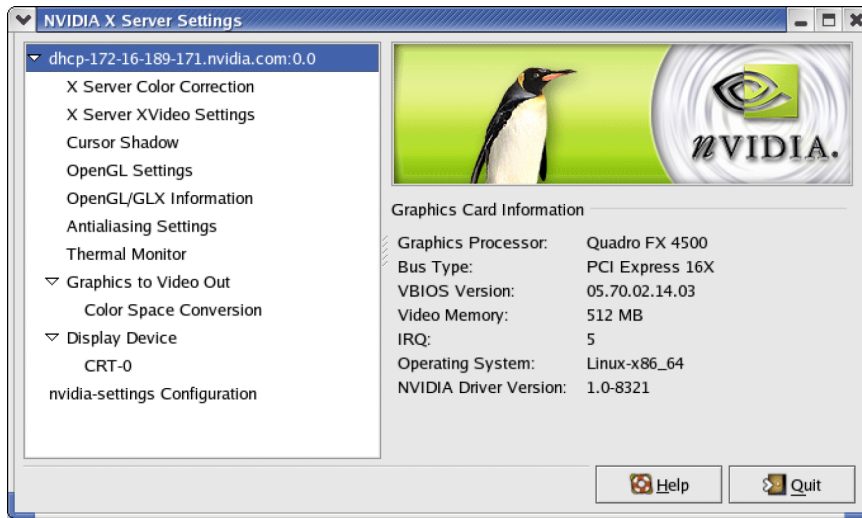 NVIDIA X Server Settings
dhcp-172-16-189-171.nvidia.com:0.0
X Server Color Correction
X Server XVideo Settings
Cursor Shadow
OpenGL Settings
OpenGL/GLX Information
Antialiasing Settings
Thermal Monitor
Graphics to Video Out
Color Space Conversion
Display Device
CRT-0
nvidia-settings Configuration
nVIDIA.
Graphics Card Information
Graphics Processor: Quadro FX 4500
Bus Type: PCI Express 16X
VBIOS Version: 05.70.02.14.03
Video Memory: 512 MB
IRQ: 5
Operating System: Linux-x86_64
NVIDIA Driver Version: 1.0-8321
Help
Quit